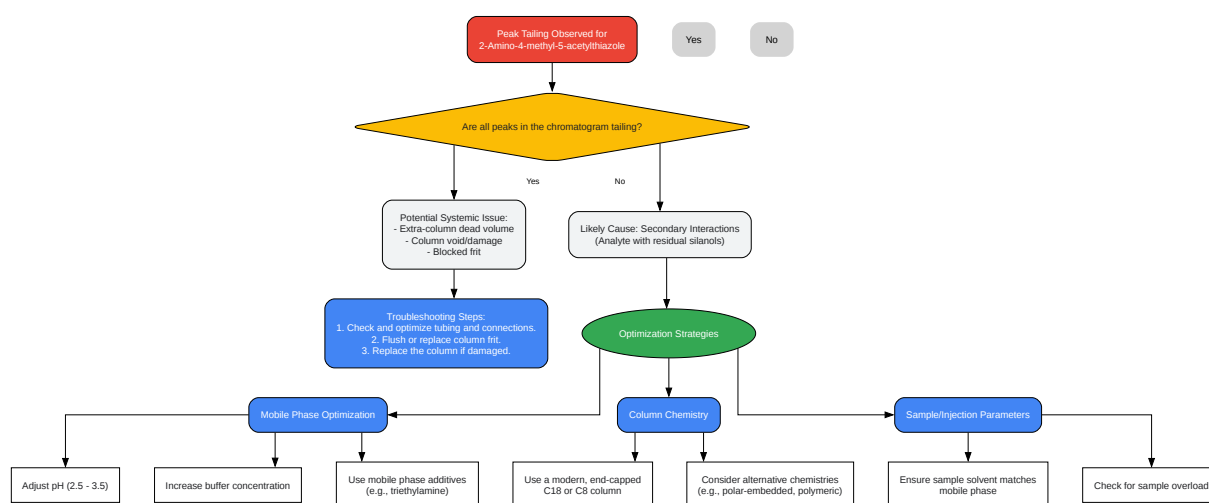 Peak Tailing Observed for
2-Amino-4-methyl-5-acetylthiazole
Yes
No
Are all peaks in the chromatogram tailing?
Yes
No
Potential Systemic Issue:
- Extra-column dead volume
- Column void/damage
- Blocked frit
Likely Cause: Secondary Interactions
(Analyte with residual silanols)
Troubleshooting Steps:
1. Check and optimize tubing and connections.
2. Flush or replace column frit.
3. Replace the column if damaged.
Optimization Strategies
Mobile Phase Optimization
Column Chemistry
Sample/Injection Parameters
Adjust pH (2.5 - 3.5)
Increase buffer concentration
Use mobile phase additives
(e.g., triethylamine)
Use a modern, end-capped
C18 or C8 column
Consider alternative chemistries
(e.g., polar-embedded, polymeric)
Ensure sample solvent matches
mobile phase
Check for sample overload